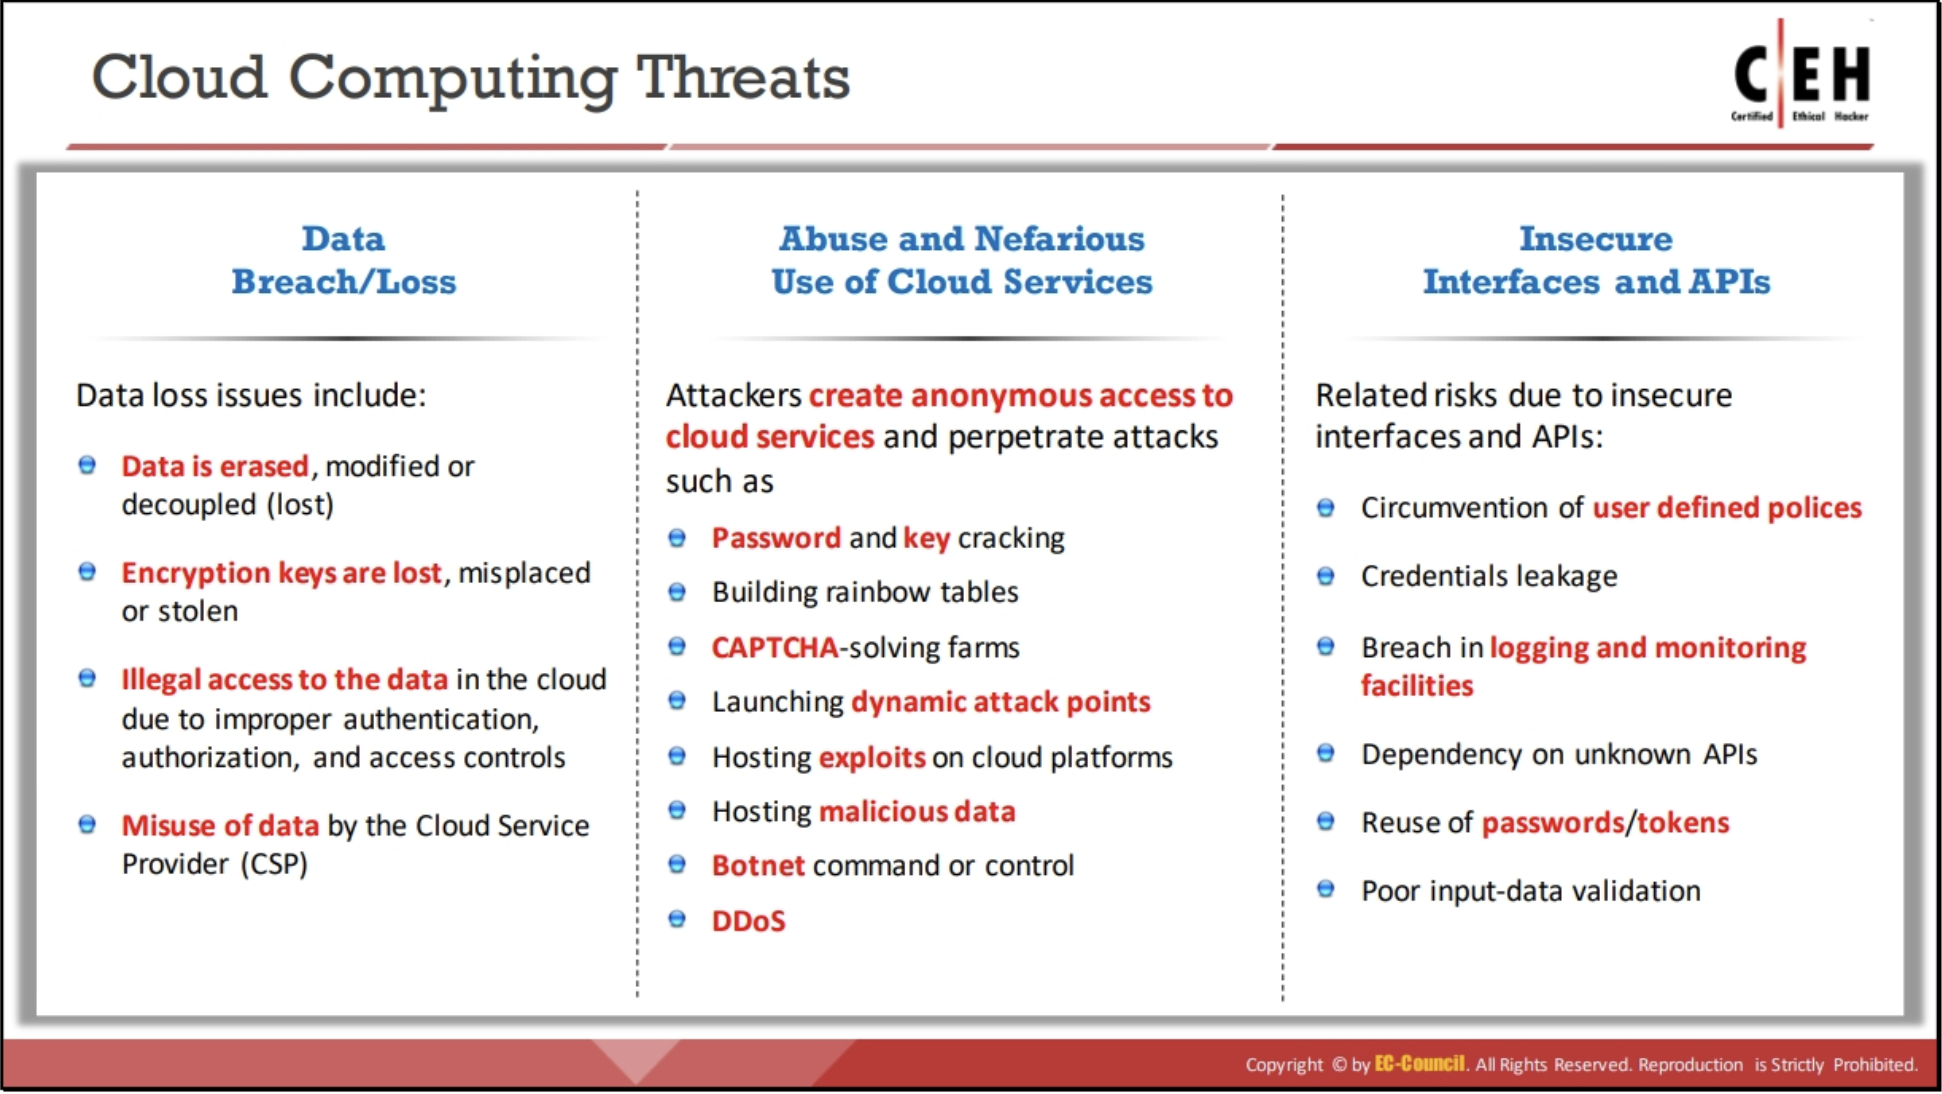 Cloud Computing Threats
C|EH
Certified Ethical Hacker
Data
Breach/Loss
Data loss issues include:
Data is erased, modified or
decoupled (lost)
Encryption keys are lost, misplaced
or stolen
Illegal access to the data in the cloud
due to improper authentication,
authorization, and access controls
Misuse of data by the Cloud Service
Provider (CSP)
Abuse and Nefarious
Use of Cloud Services
Attackers create anonymous access to
cloud services and perpetrate attacks
such as
Password and key cracking
Building rainbow tables
CAPTCHA-solving farms
Launching dynamic attack points
Hosting exploits on cloud platforms
Hosting malicious data
Botnet command or control
DDoS
Insecure
Interfaces and APIs
Related risks due to insecure
interfaces and APIs:
Circumvention of user defined polices
Credentials leakage
Breach in logging and monitoring
facilities
Dependency on unknown APIs
Reuse of passwords/tokens
Poor input-data validation
Copyright © by EC-Council. All Rights Reserved. Reproduction is Strictly Prohibited.